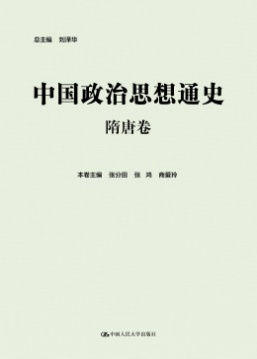 总主编 刘泽华
中国政治思想通史
隋唐卷
本卷主编 张分田 张鸿 商爱玲
中国人民大学出版社